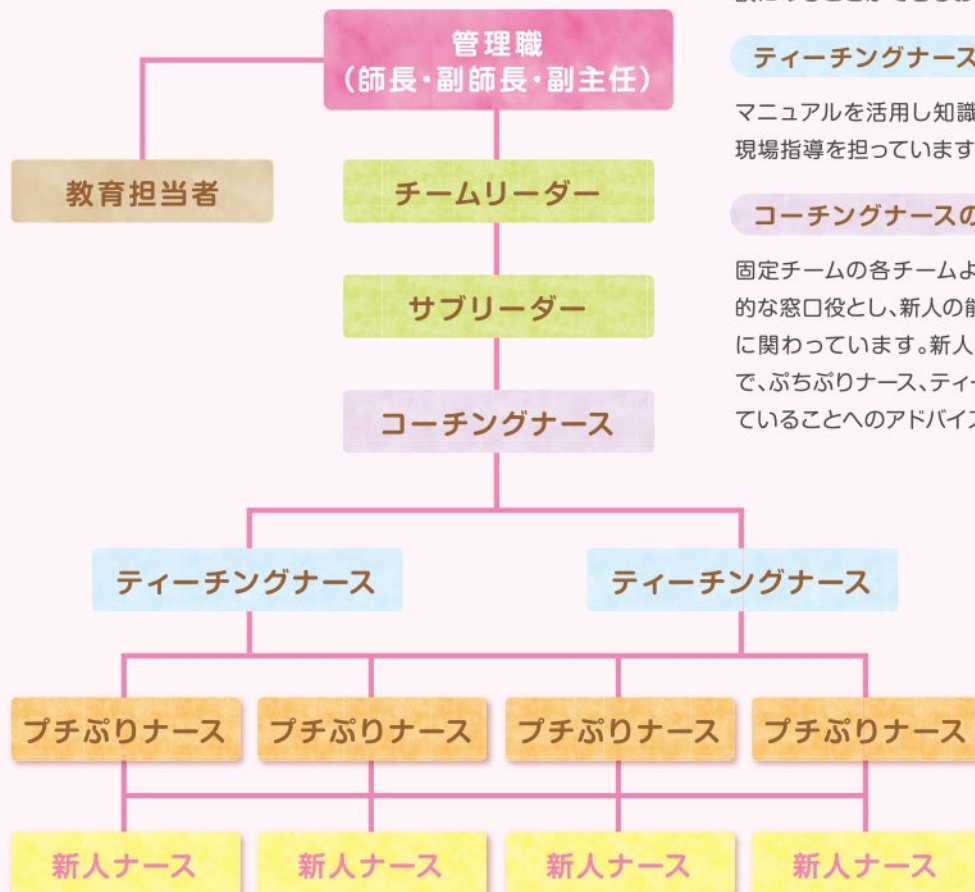 管理職
(師長・副師長・副主任)
教育担当者
チームリーダー
サブリーダー
コーチングナース
ティーチングナース
ティーチングナース
プチぷりナース
プチぷりナース
プチぷりナース
プチぷりナース
新人ナース
新人ナース
新人ナース
新人ナース
ティーチングナース
マニュアルを活用し知識
現場指導を担っています
コーチングナースの
固定チームの各チームよ
的な窓口役とし、新人の能
に関わっています。新人
で、ぷちぷりナース、ティー
ていることへのアドバイス